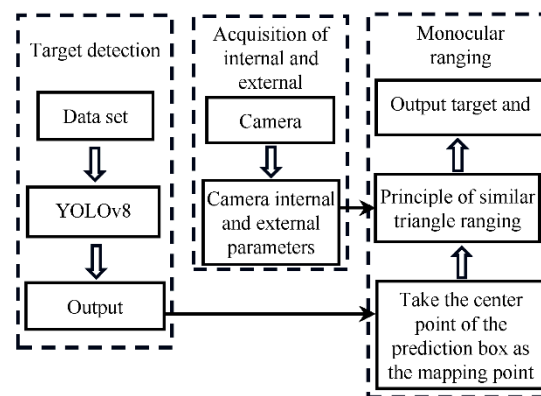 Target detection
Data set
YOLOv8
Output
Acquisition of
internal and
external
Camera
Camera internal
and external
parameters
Monocular
ranging
Output target and
Principle of similar
triangle ranging
Take the center
point of the
prediction box as
the mapping point